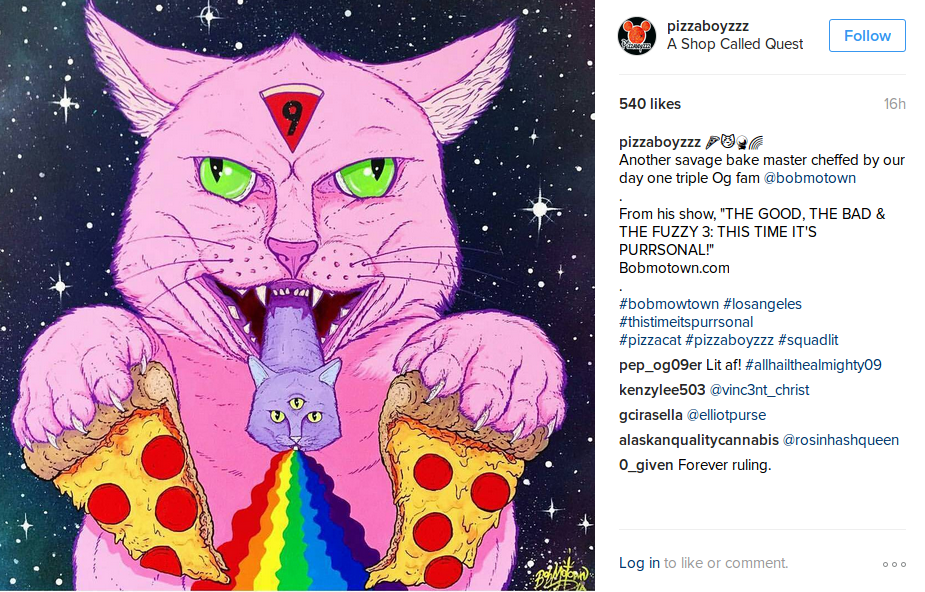 9
BobMotown
pizzaboyzzz
A Shop Called Quest
Follow
540 likes
16h
pizzaboyzzz 🍕😼🔮🌈
Another savage bake master cheffed by our
day one triple Og fam @bobmotown
.
From his show, "THE GOOD, THE BAD &
THE FUZZY 3: THIS TIME IT'S
PURRSONAL!"
Bobmotown.com
.
#bobmowtown #losangeles
#thistimeitspurrsonal
#pizzacat #pizzaboyzzz #squadlit
pep_og09er Lit af! #allhailthealmighty09
kenzylee503 @vinc3nt_christ
gcirasella @elliotpurse
alaskanqualitycannabis @rosinhashqueen
0_given Forever ruling.
Log in to like or comment.